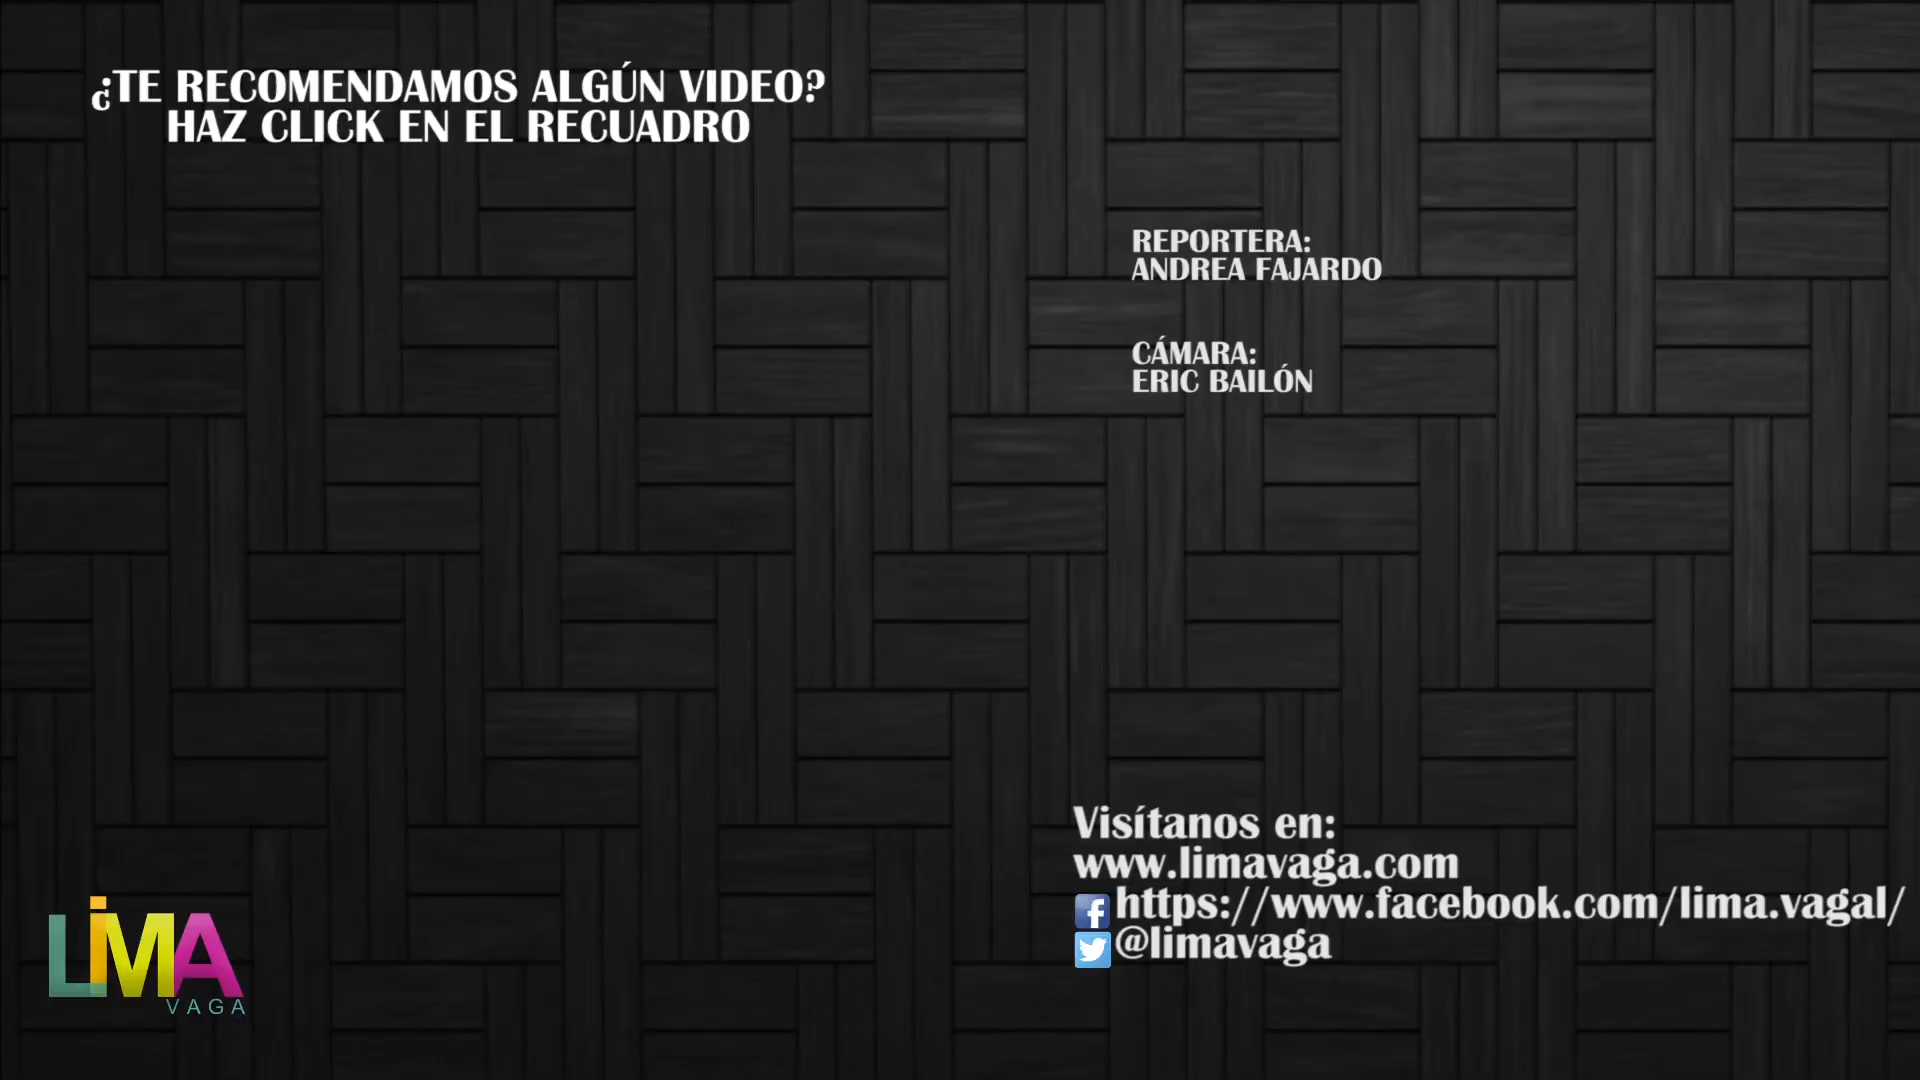 ¿TE RECOMENDAMOS ALGÚN VIDEO?
HAZ CLICK EN EL RECUADRO
REPORTERA:
ANDREA FAJARDO
CÁMARA:
ERIC BAILÓN
Visítanos en:
www.limavaga.com
https://www.facebook.com/lima.vagal/
@limavaga
LiMA
VAGA